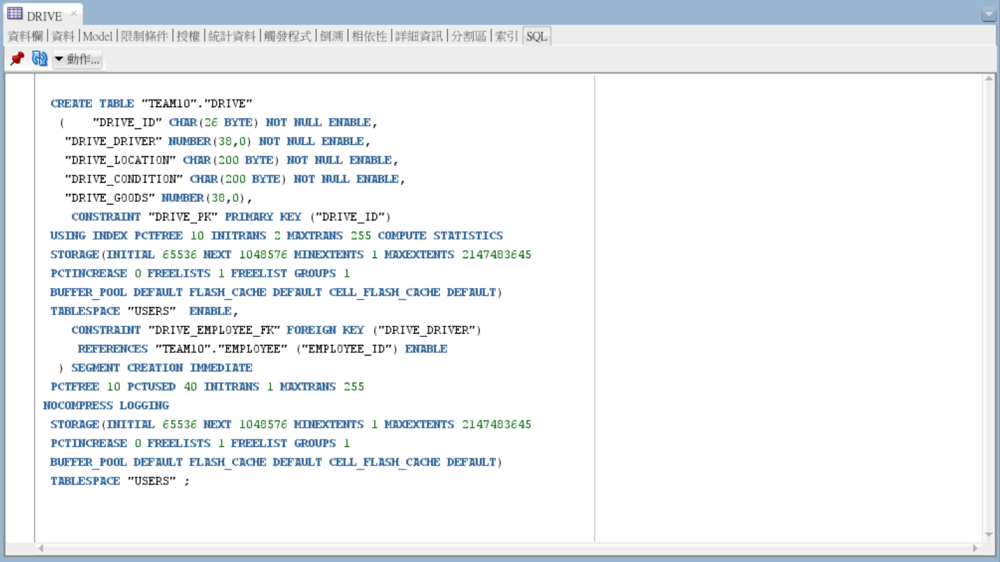 DRIVE
資料欄 | 資料 | Model | 限制條件 | 授權 | 統計資料 | 觸發程式 | 倒溯 | 相依性 | 詳細資訊 | 分割區 | 索引 | SQL
動作...
CREATE TABLE "TEAM10"."DRIVE"
(    "DRIVE_ID" CHAR(26 BYTE) NOT NULL ENABLE,
"DRIVE_DRIVER" NUMBER(38,0) NOT NULL ENABLE,
"DRIVE_LOCATION" CHAR(200 BYTE) NOT NULL ENABLE,
"DRIVE_CONDITION" CHAR(200 BYTE) NOT NULL ENABLE,
"DRIVE_GOODS" NUMBER(38,0),
CONSTRAINT "DRIVE_PK" PRIMARY KEY ("DRIVE_ID")
USING INDEX PCTFREE 10 INITRANS 2 MAXTRANS 255 COMPUTE STATISTICS
STORAGE(INITIAL 65536 NEXT 1048576 MINEXTENTS 1 MAXEXTENTS 2147483645
PCTINCREASE 0 FREELISTS 1 FREELIST GROUPS 1
BUFFER_POOL DEFAULT FLASH_CACHE DEFAULT CELL_FLASH_CACHE DEFAULT)
TABLESPACE "USERS"  ENABLE,
CONSTRAINT "DRIVE_EMPLOYEE_FK" FOREIGN KEY ("DRIVE_DRIVER")
REFERENCES "TEAM10"."EMPLOYEE" ("EMPLOYEE_ID") ENABLE
) SEGMENT CREATION IMMEDIATE
PCTFREE 10 PCTUSED 40 INITRANS 1 MAXTRANS 255
NOCOMPRESS LOGGING
STORAGE(INITIAL 65536 NEXT 1048576 MINEXTENTS 1 MAXEXTENTS 2147483645
PCTINCREASE 0 FREELISTS 1 FREELIST GROUPS 1
BUFFER_POOL DEFAULT FLASH_CACHE DEFAULT CELL_FLASH_CACHE DEFAULT)
TABLESPACE "USERS" ;